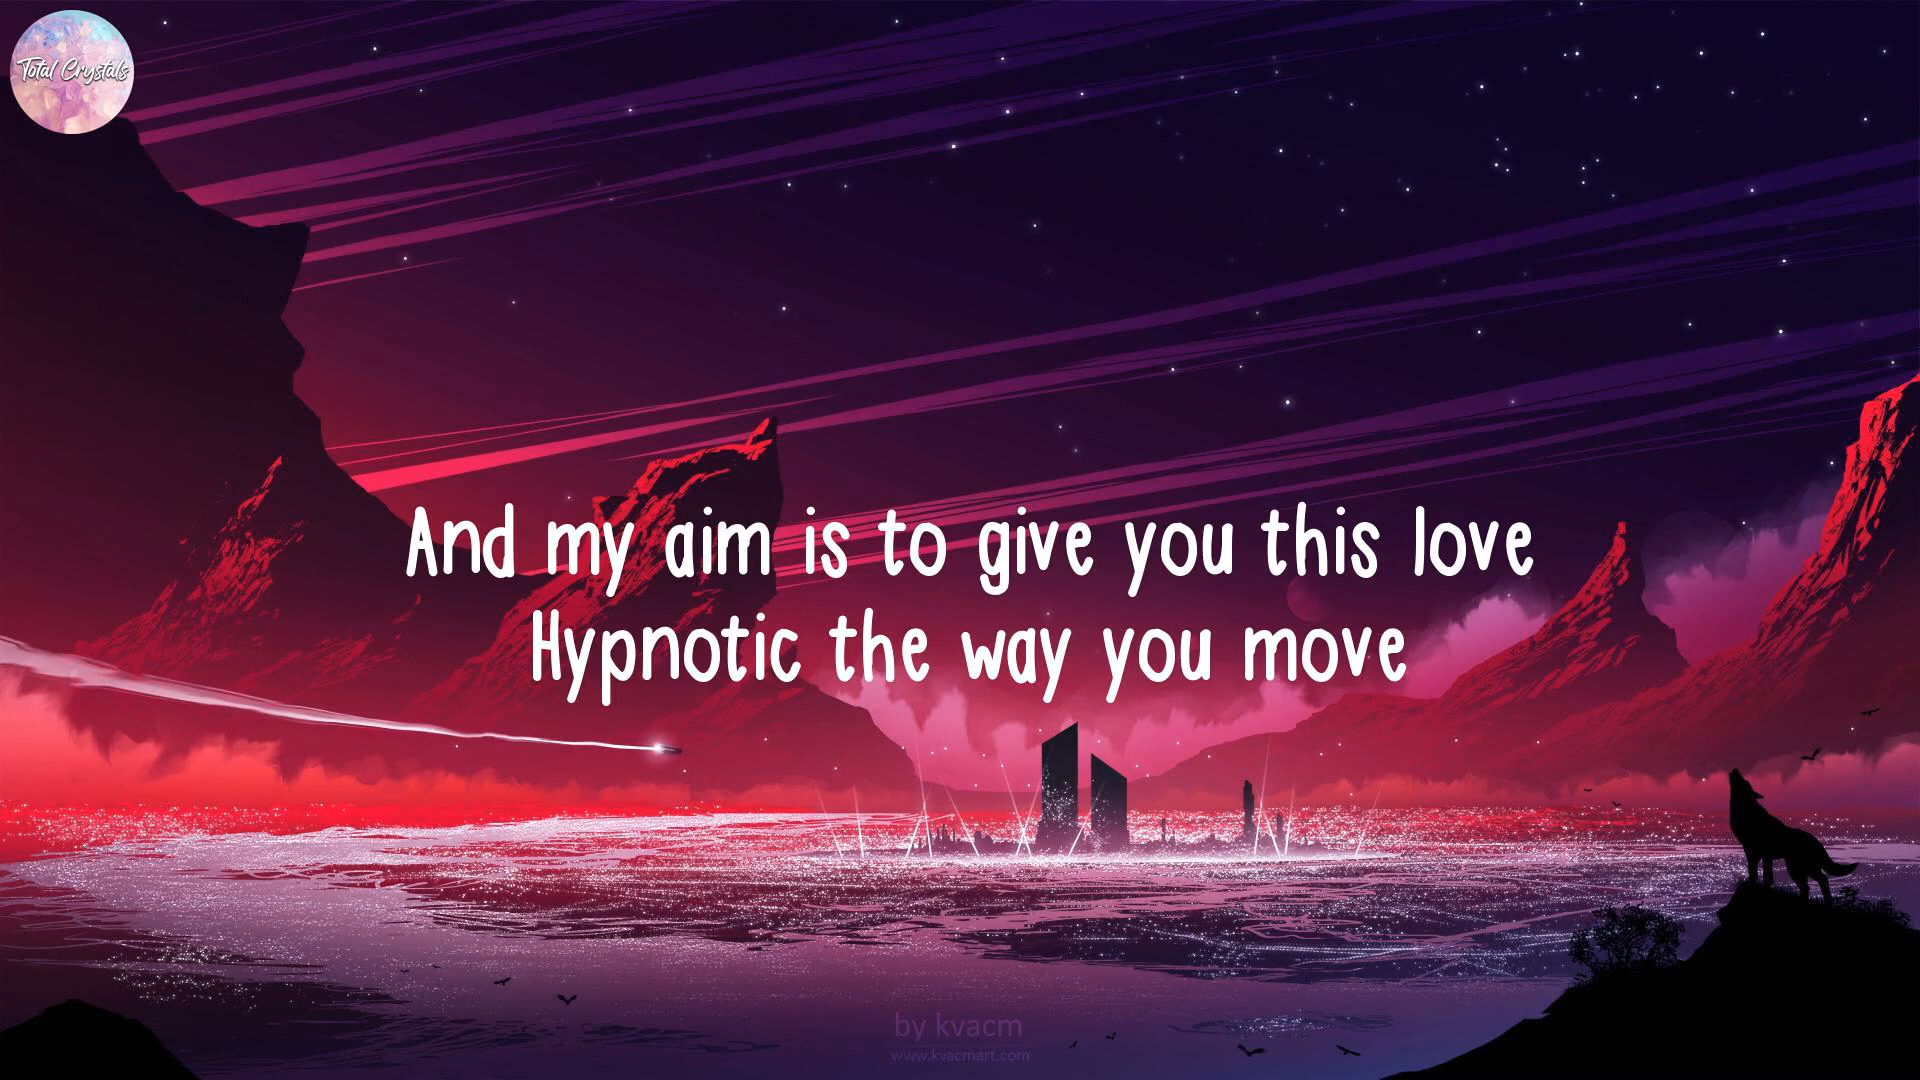 Total Crystals
And my aim is to give you this love
Hypnotic the way you move
by kvacm
www.kvacmart.com